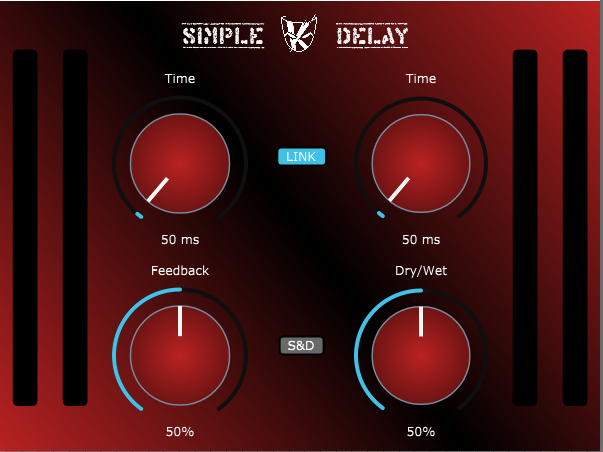 SIMPLE DELAY
Time Time
LINK
50 ms 50 ms
Feedback Dry/Wet
S&D
50% 50%